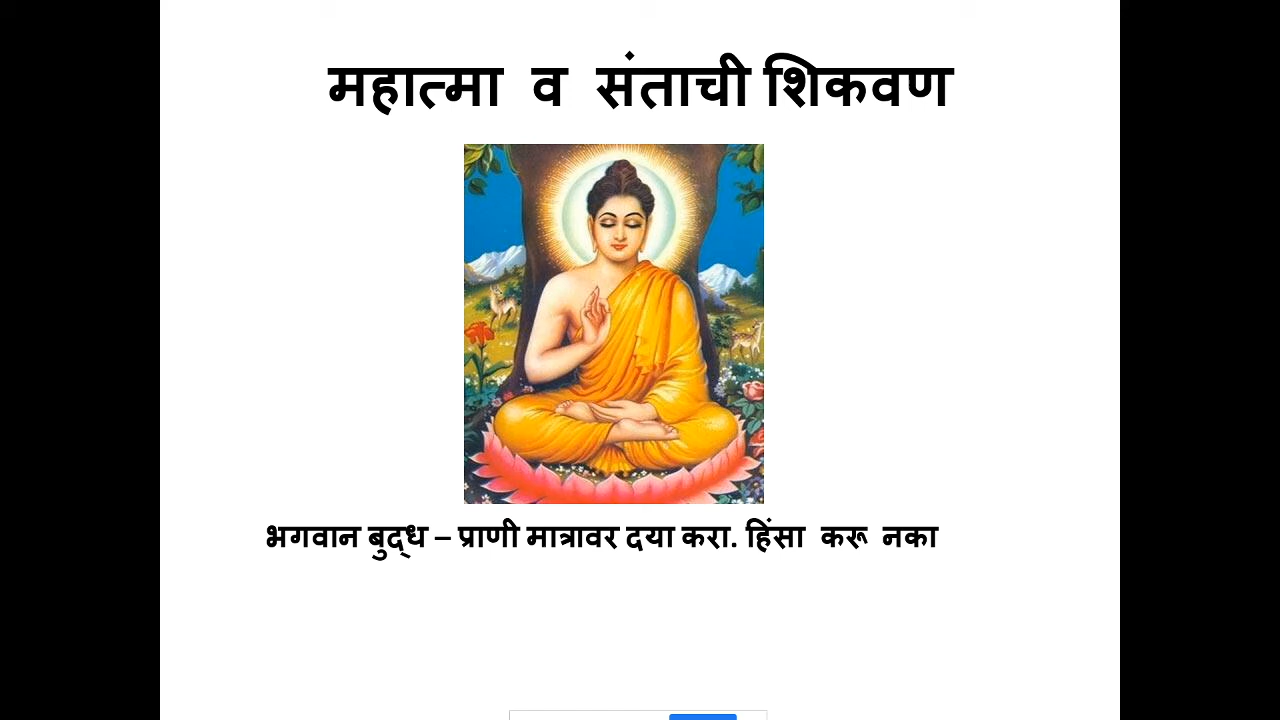 महात्मा व संताची शिकवण
भगवान बुद्ध – प्राणी मात्रावर दया करा. हिंसा करू नका